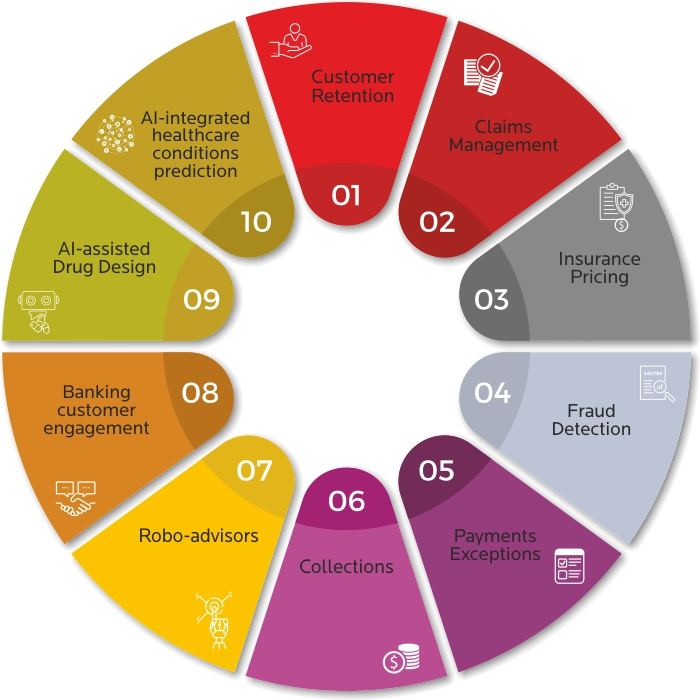 Customer
Retention
01
Claims
Management
02
Insurance
Pricing
03
Fraud
Detection
04
Payments
Exceptions
05
Collections
06
Robo-advisors
07
Banking
customer
engagement
08
AI-assisted
Drug Design
09
AI-integrated
healthcare
conditions
prediction
10